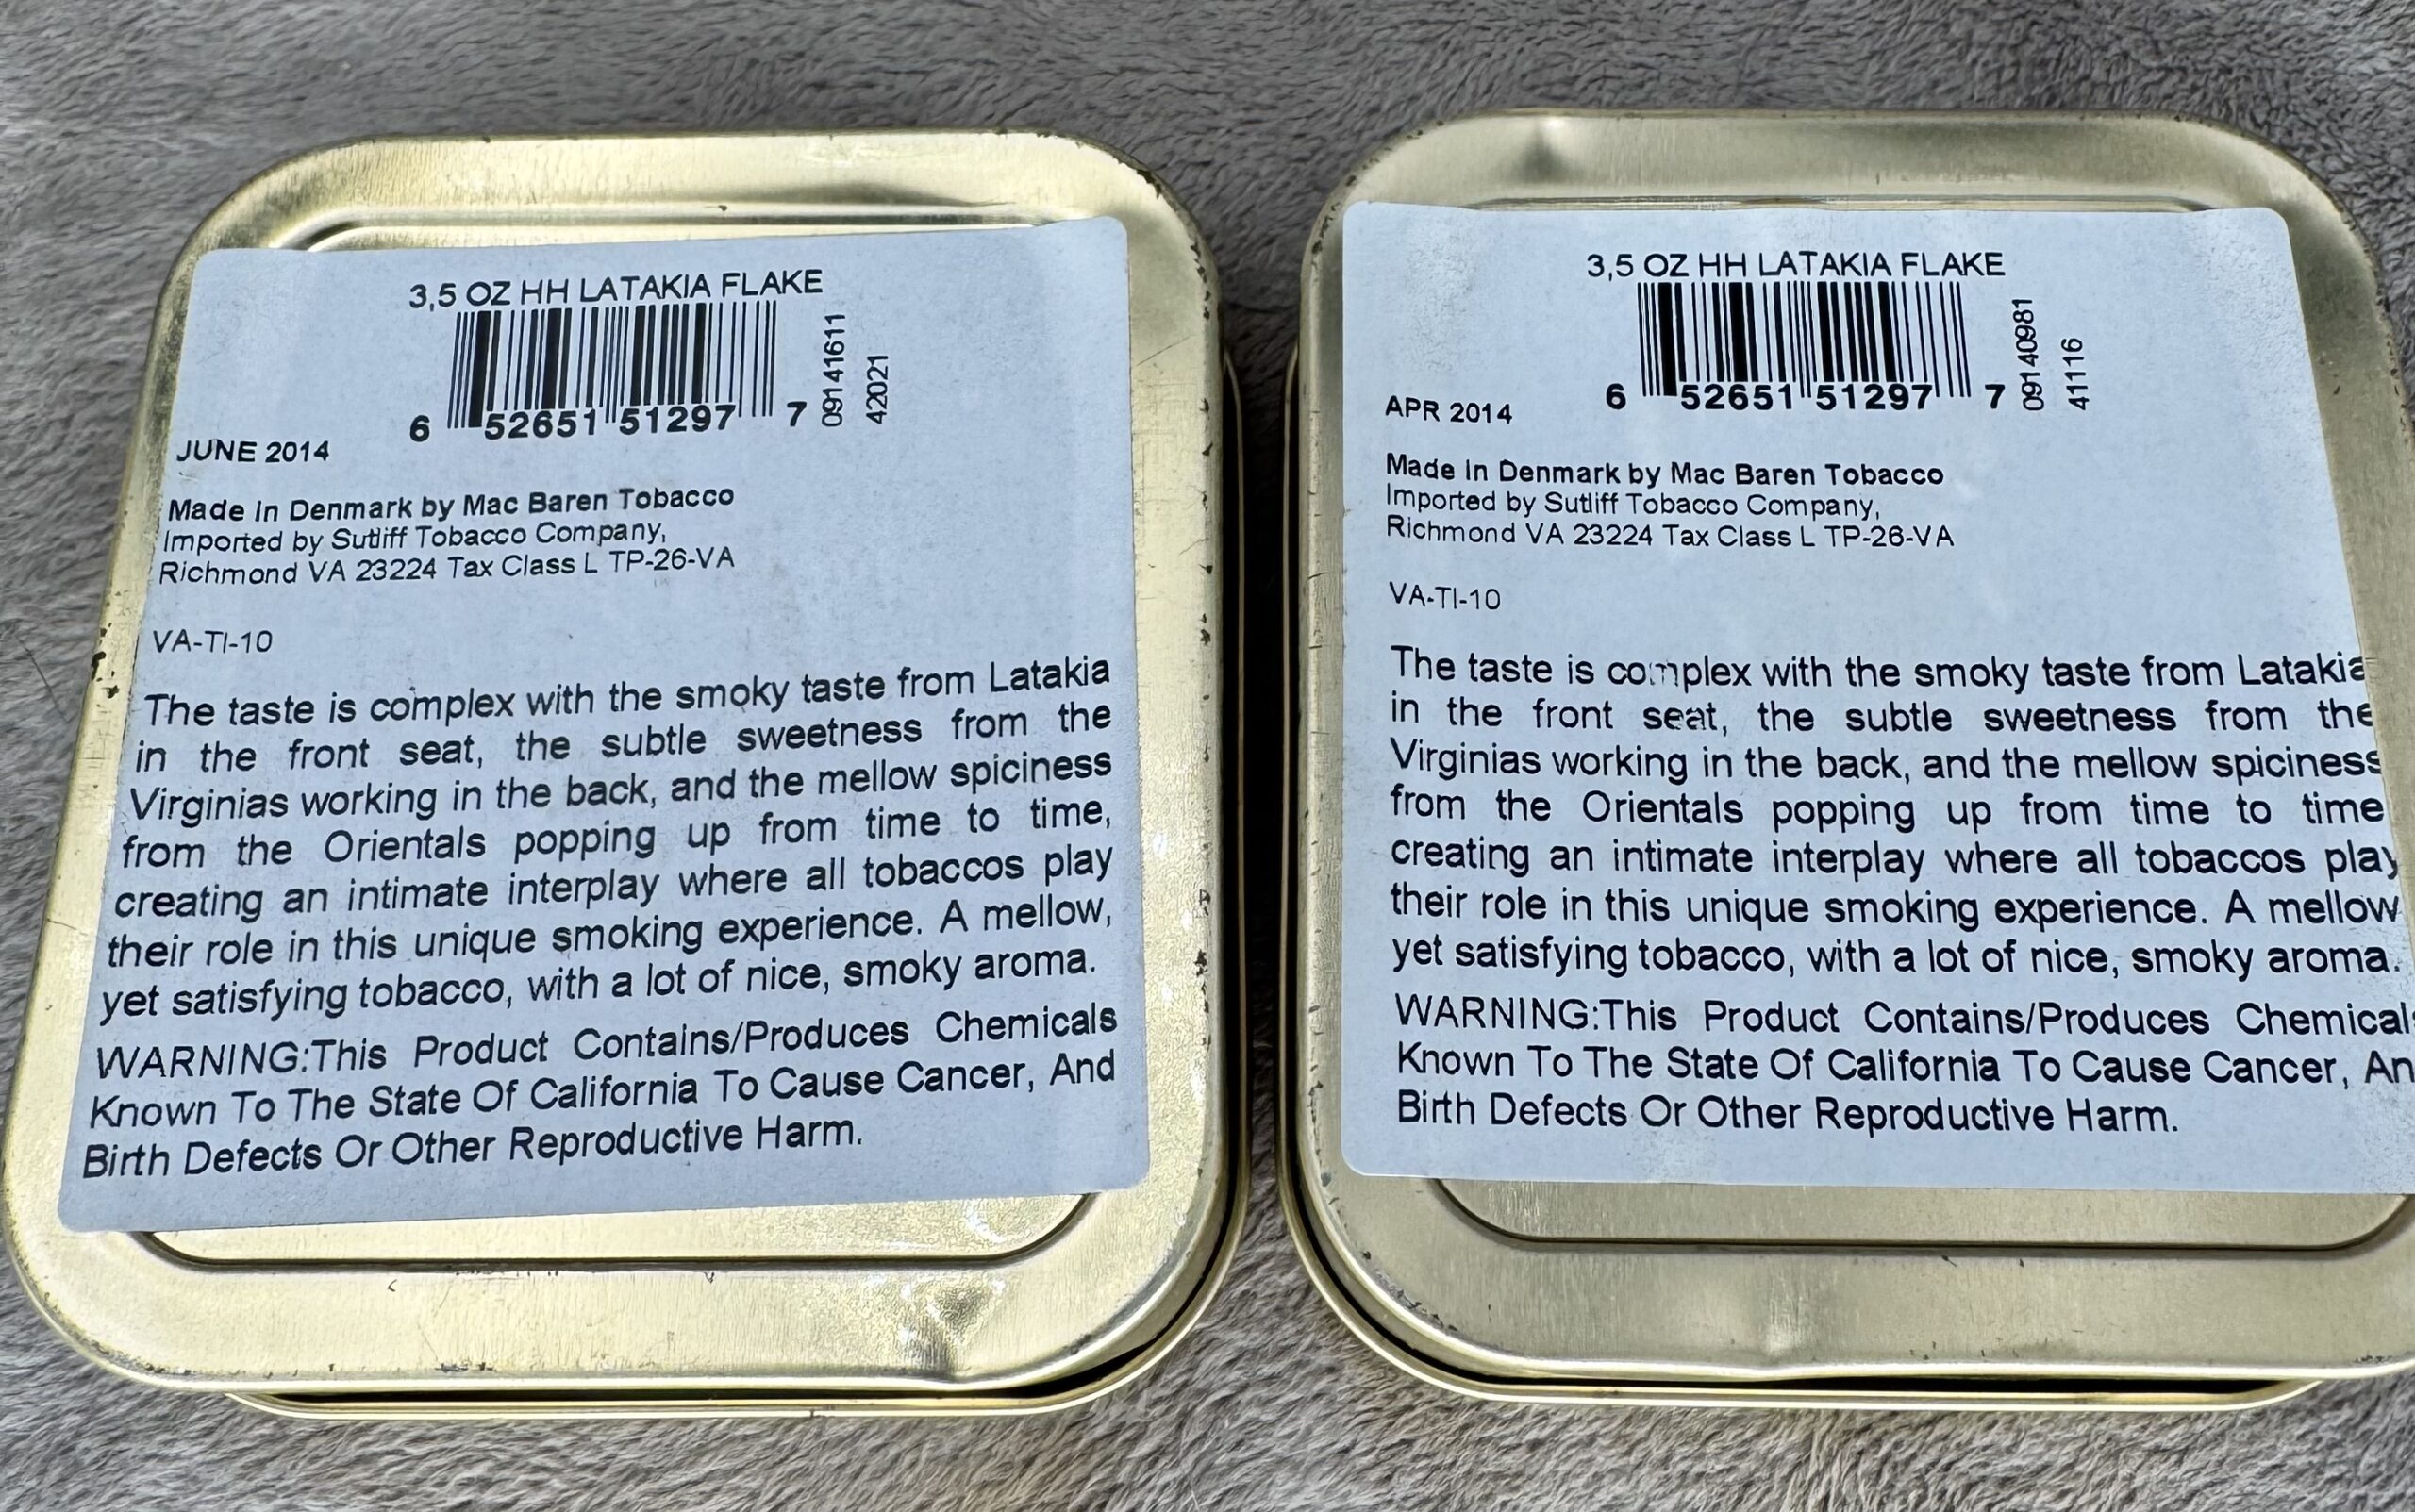 3,5 OZ HH LATAKIA FLAKE
6 52651 51297 7
09141611
42021
JUNE 2014
Made in Denmark by Mac Baren Tobacco
Imported by Sutliff Tobacco Company,
Richmond VA 23224 Tax Class L TP-26-VA
VA-TI-10
The taste is complex with the smoky taste from Latakia
in the front seat, the subtle sweetness from the
Virginias working in the back, and the mellow spiciness
from the Orientals popping up from time to time,
creating an intimate interplay where all tobaccos play
their role in this unique smoking experience. A mellow,
yet satisfying tobacco, with a lot of nice, smoky aroma.
WARNING:This Product Contains/Produces Chemicals
Known To The State Of California To Cause Cancer, And
Birth Defects Or Other Reproductive Harm.
3,5 OZ HH LATAKIA FLAKE
6 52651 51297 7
09140981
41116
APR 2014
Made in Denmark by Mac Baren Tobacco
Imported by Sutliff Tobacco Company,
Richmond VA 23224 Tax Class L TP-26-VA
VA-TI-10
The taste is complex with the smoky taste from Latakia
in the front seat, the subtle sweetness from the
Virginias working in the back, and the mellow spiciness
from the Orientals popping up from time to time
creating an intimate interplay where all tobaccos play
their role in this unique smoking experience. A mellow
yet satisfying tobacco, with a lot of nice, smoky aroma.
WARNING:This Product Contains/Produces Chemicals
Known To The State Of California To Cause Cancer, An
Birth Defects Or Other Reproductive Harm.